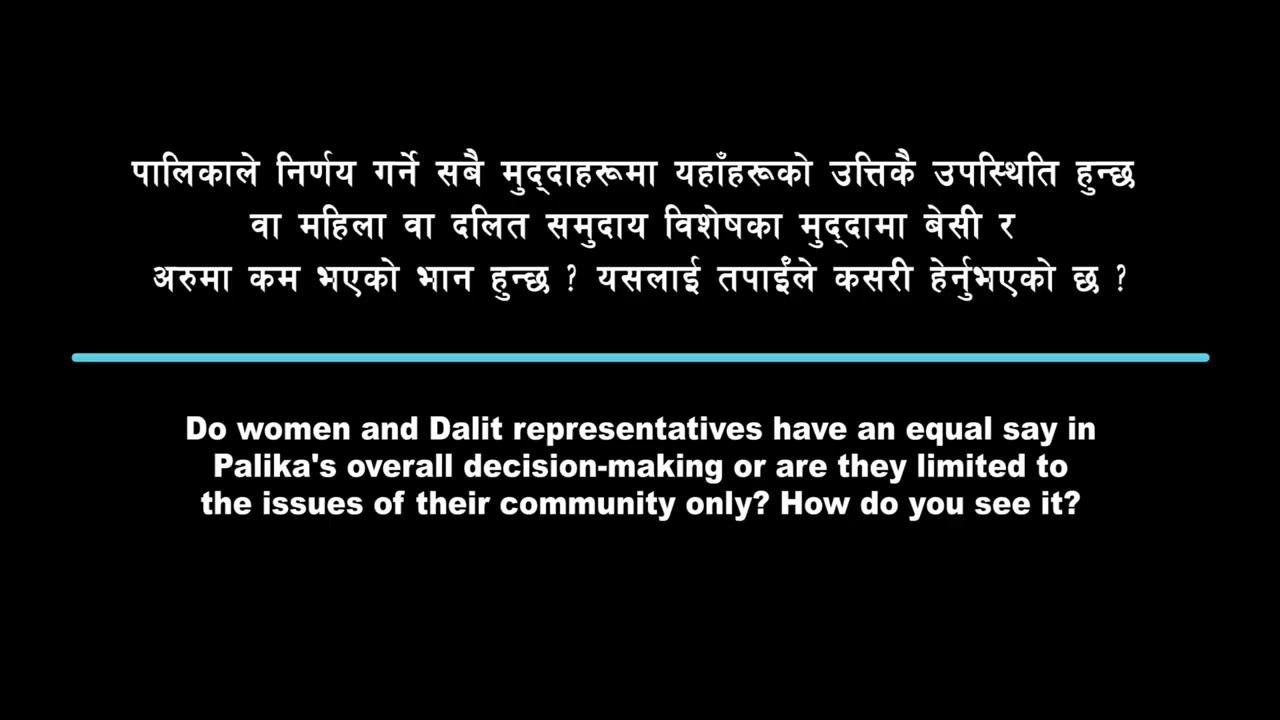 पालिकाले निर्णय गर्ने सबै मुद्दाहरूमा यहाँहरूको उत्तिकै उपस्थिति हुन्छ
वा महिला वा दलित समुदाय विशेषका मुद्दामा बेसी र
अरुमा कम भएको भान हुन्छ ? यसलाई तपाईंले कसरी हेर्नुभएको छ ?
Do women and Dalit representatives have an equal say in
Palika's overall decision-making or are they limited to
the issues of their community only? How do you see it?